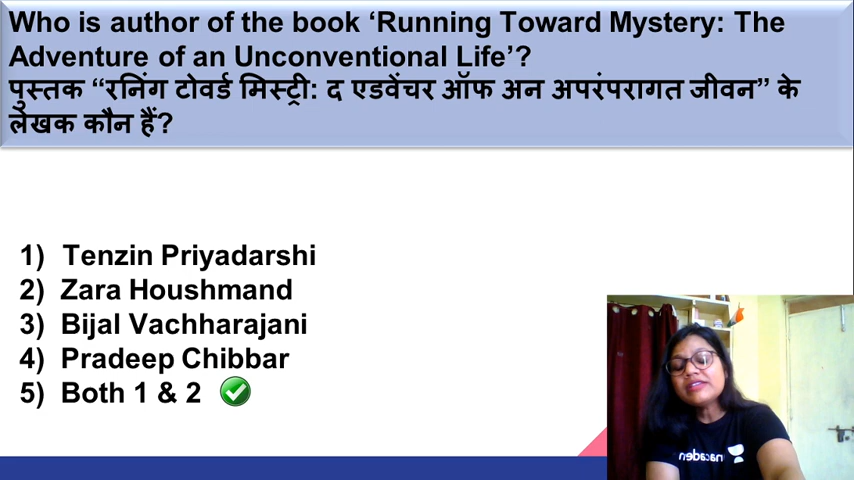 Who is author of the book ‘Running Toward Mystery: The
Adventure of an Unconventional Life’?
पुस्तक “रनिंग टोवर्ड मिस्ट्री: द एडवेंचर ऑफ अन अपरंपरागत जीवन” के
लेखक कौन हैं?
1) Tenzin Priyadarshi
2) Zara Houshmand
3) Bijal Vachharajani
4) Pradeep Chibbar
5) Both 1 & 2